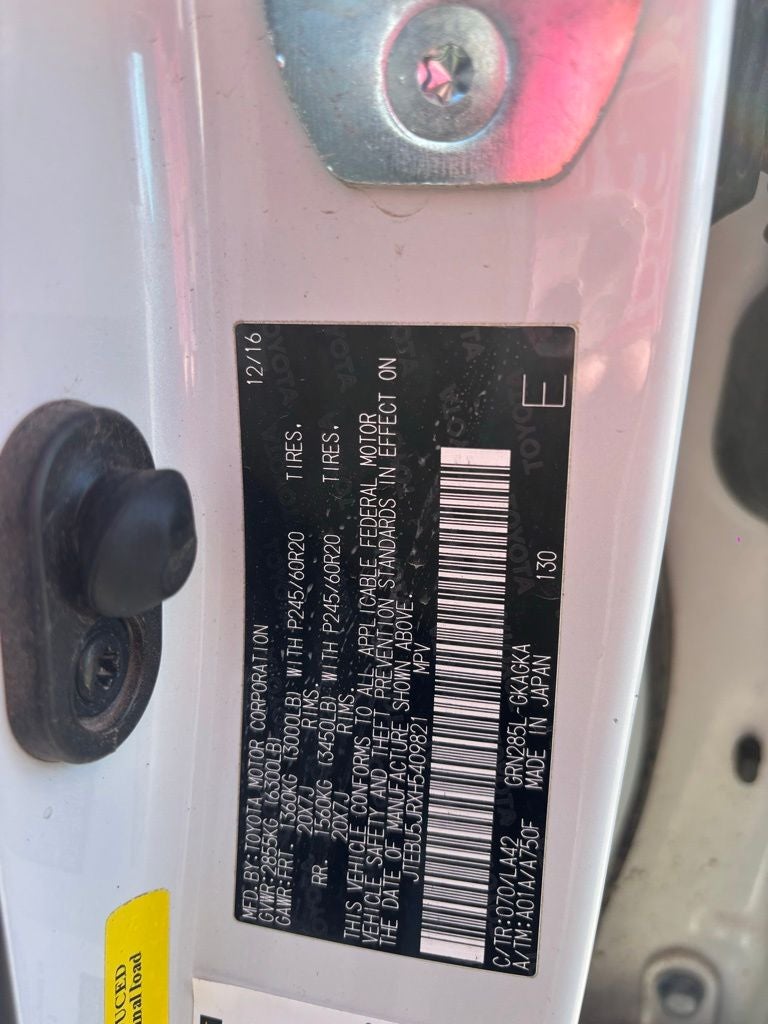 MFD. BY: TOYOTA MOTOR CORPORATION 12/16
GVWR: 2855KG (6300LB)
GAWR: FRT. 1360KG (3000LB) WITH P245/60R20 TIRES,
20X7J RIMS.
RR. 1560KG (3450LB) WITH P245/60R20 TIRES,
20X7J RIMS.
THIS VEHICLE CONFORMS TO ALL APPLICABLE FEDERAL MOTOR
VEHICLE SAFETY AND THEFT PREVENTION STANDARDS IN EFFECT ON
THE DATE OF MANUFACTURE SHOWN ABOVE.
JTEBU5JRXH5409821 MPV
C/TR: 070/LA42 GRN285L-GKAGKA 130 E
A/TM: A01A/A750F MADE IN JAPAN
UCED
nal load